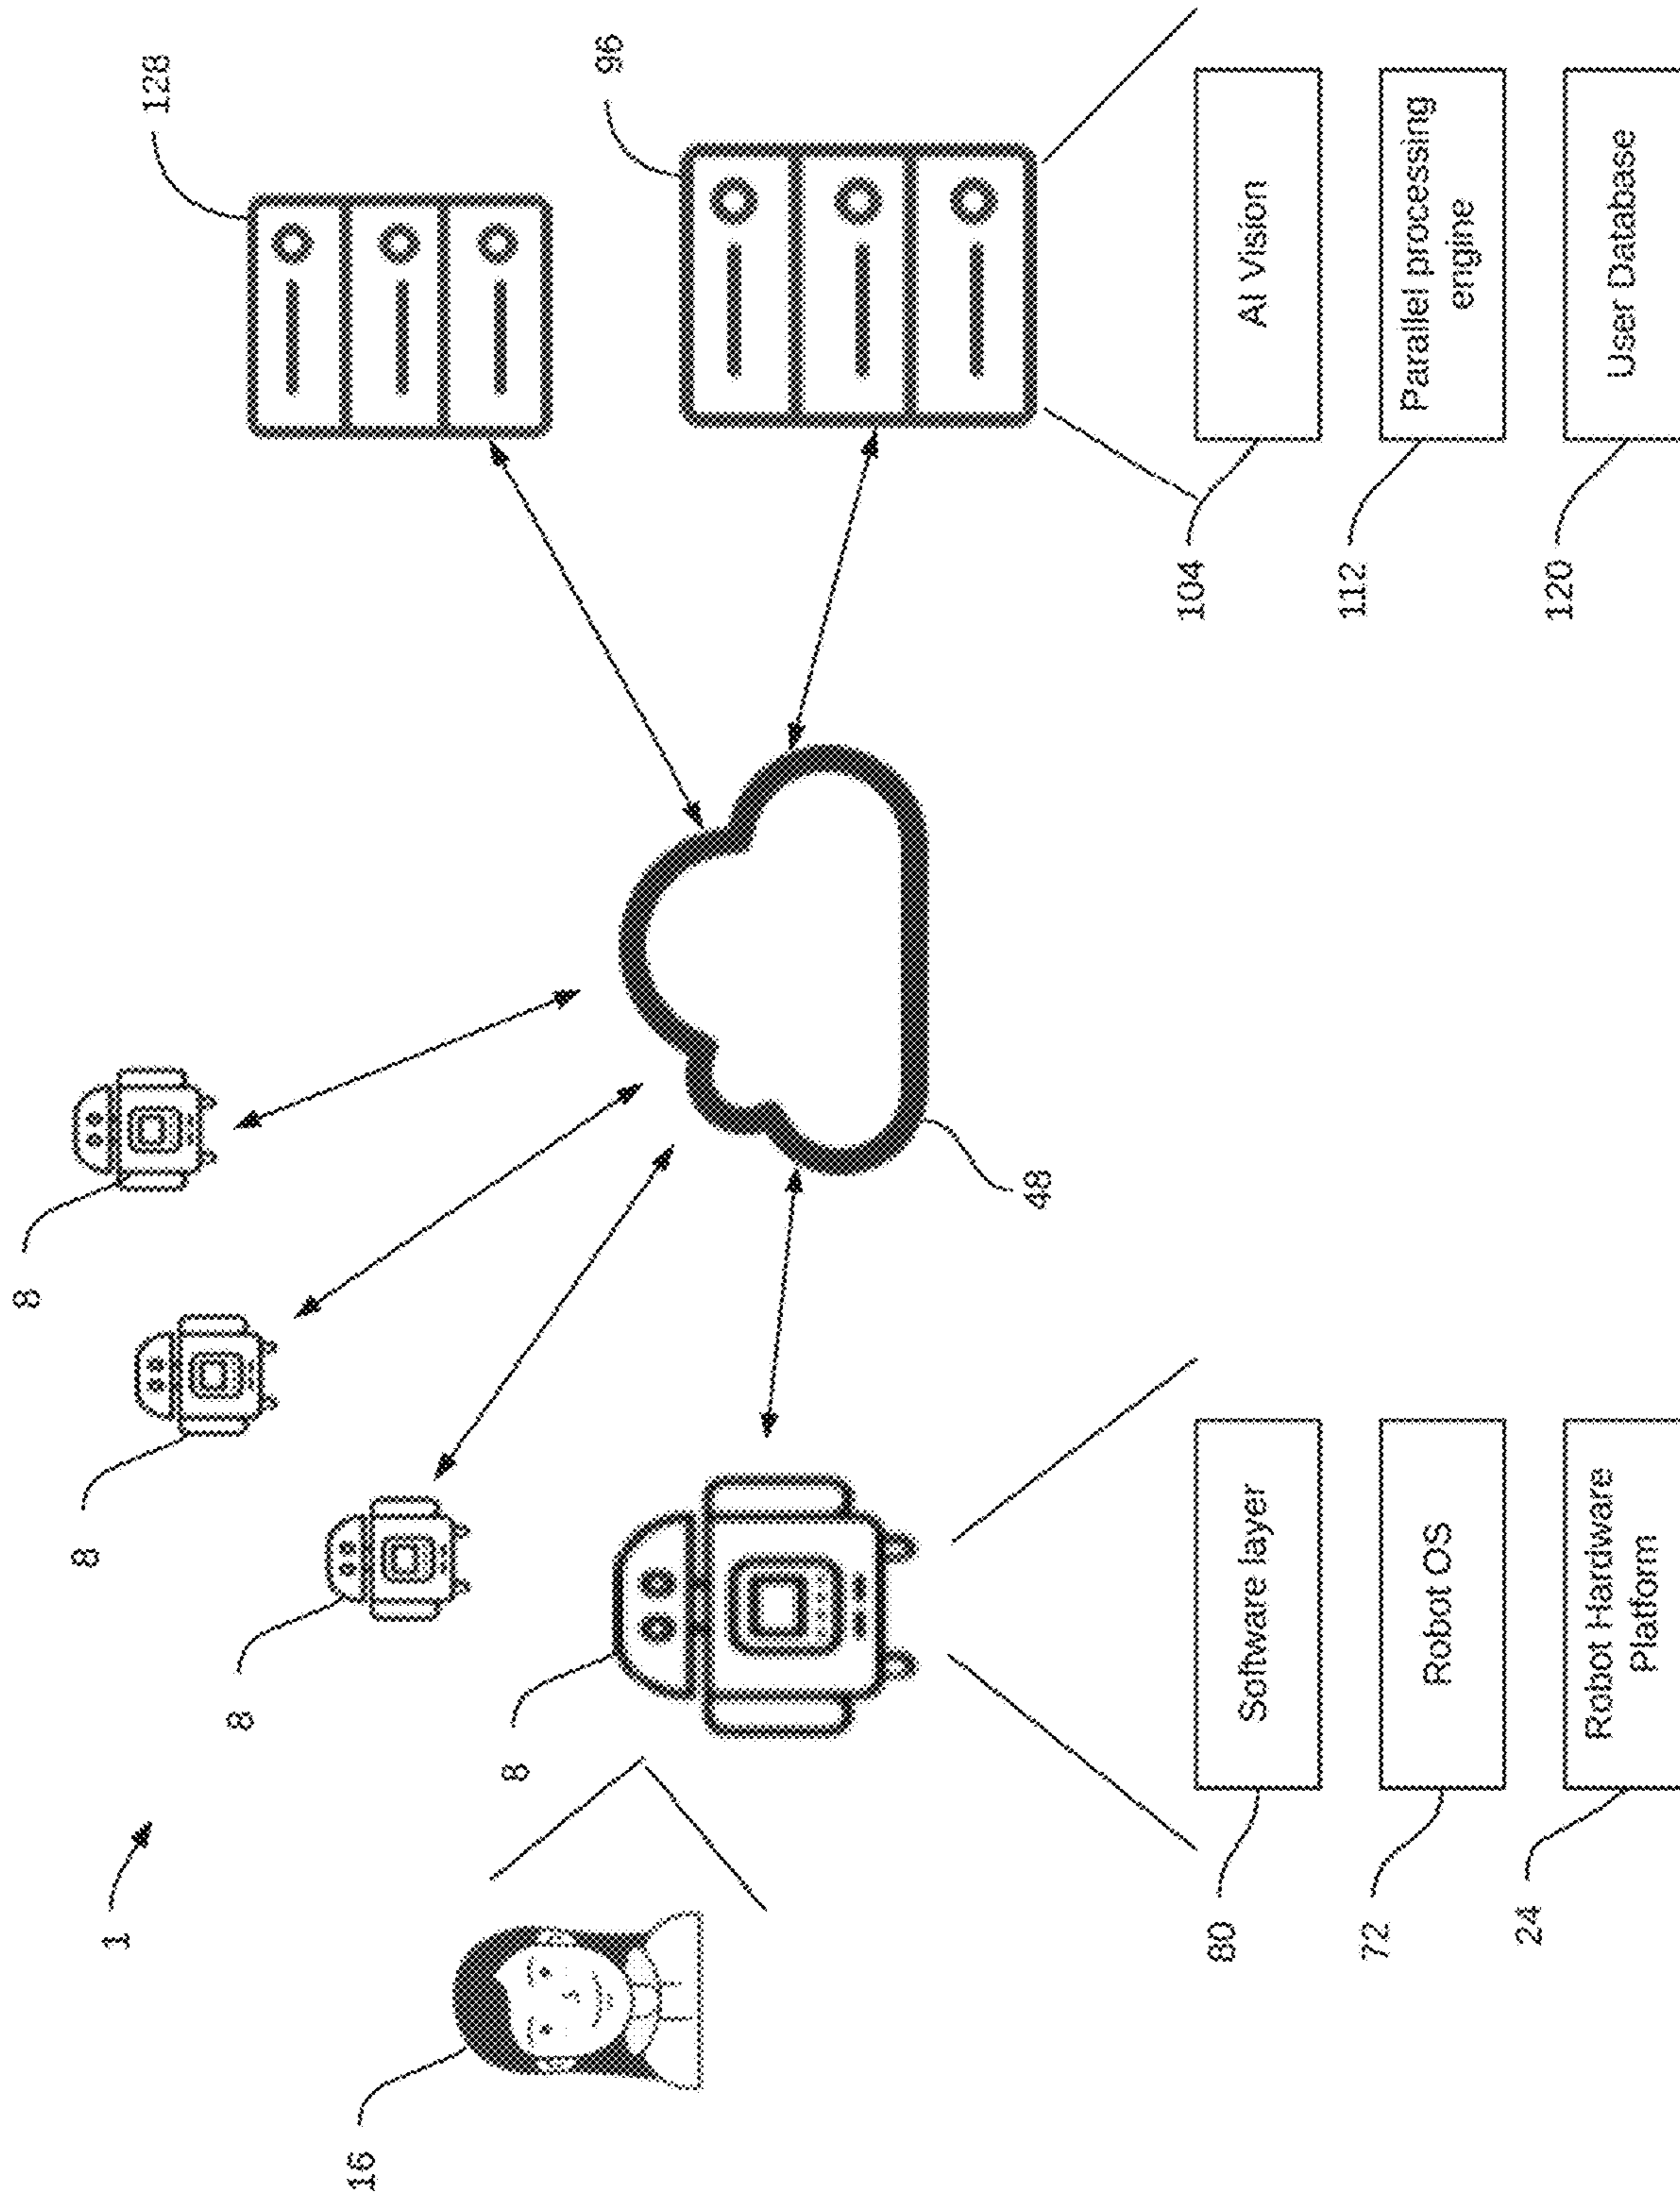 1
8
8
8
8
16
128
96
48
80
Software layer
72
Robot OS
24
Robot Hardware
Platform
104
AI Vision
112
Parallel processing
engine
120
User Database